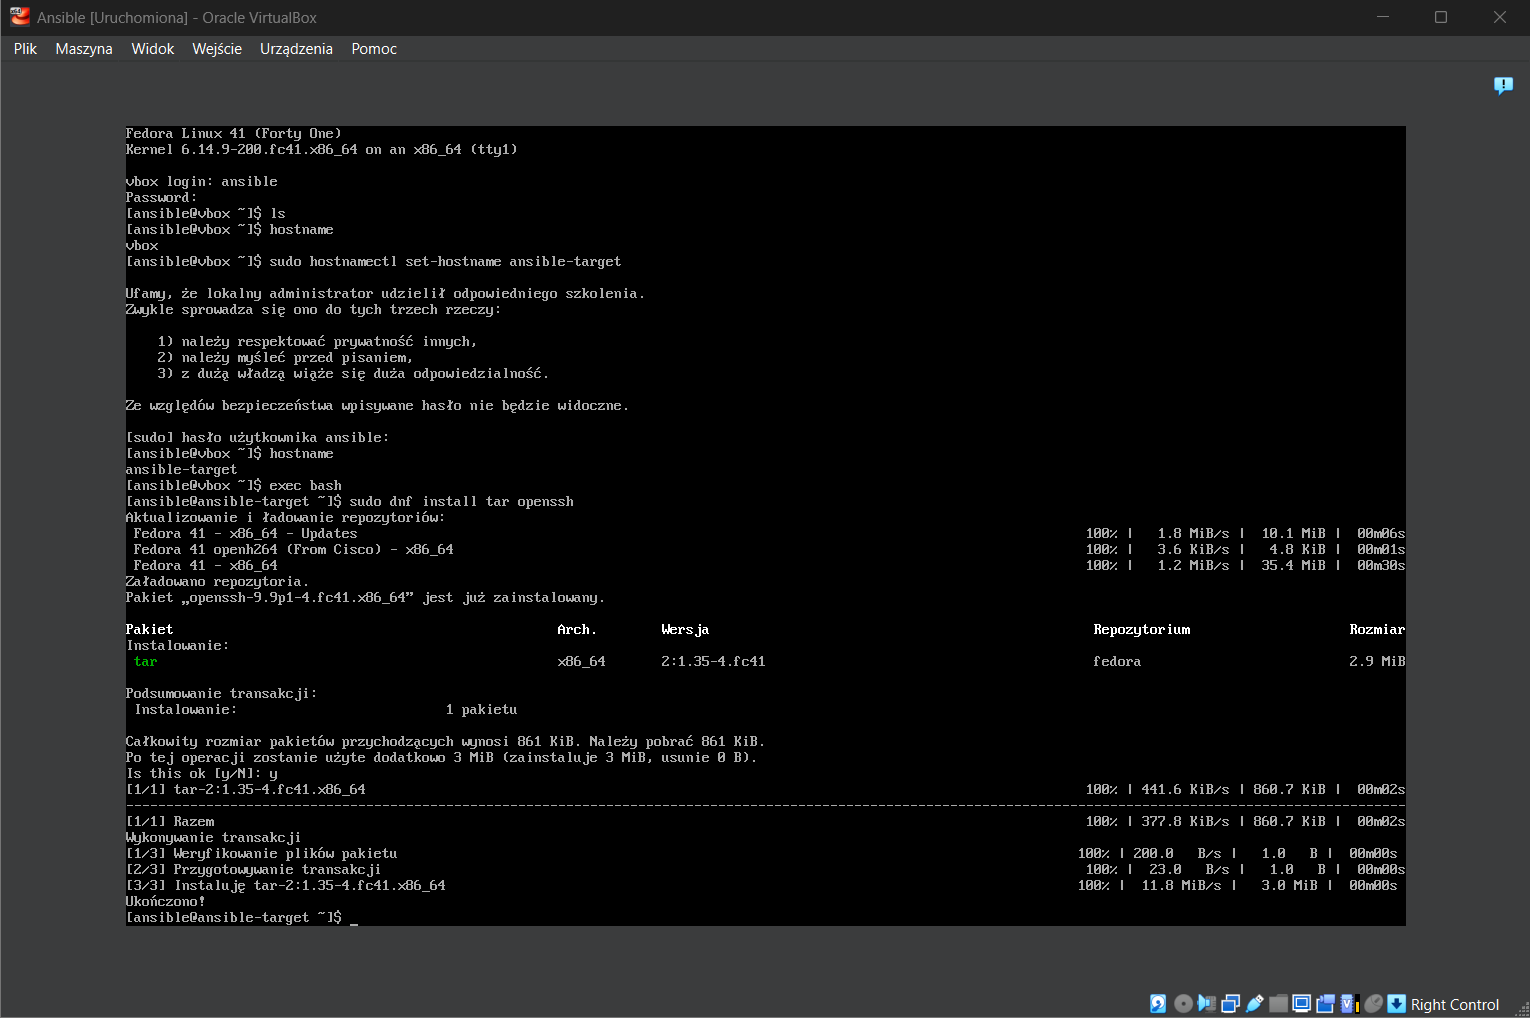 Ansible [Uruchomiona] - Oracle VirtualBox
Plik Maszyna Widok Wejście Urządzenia Pomoc
Fedora Linux 41 (Forty One)
Kernel 6.14.9-200.fc41.x86_64 on an x86_64 (tty1)
vbox login: ansible
Password:
[ansible@vbox ~]$ ls
[ansible@vbox ~]$ hostname
vbox
[ansible@vbox ~]$ sudo hostnamectl set-hostname ansible-target
Ufamy, że lokalny administrator udzielił odpowiedniego szkolenia.
Zwykle sprowadza się ono do tych trzech rzeczy:
1) należy respektować prywatność innych,
2) należy myśleć przed pisaniem,
3) z dużą władzą wiąże się duża odpowiedzialność.
Ze względów bezpieczeństwa wpisywane hasło nie będzie widoczne.
[sudo] hasło użytkownika ansible:
[ansible@vbox ~]$ hostname
ansible-target
[ansible@vbox ~]$ exec bash
[ansible@ansible-target ~]$ sudo dnf install tar openssh
Aktualizowanie i ładowanie repozytoriów:
Fedora 41 - x86_64 - Updates 100% | 1.8 MiB/s | 10.1 MiB | 00m06s
Fedora 41 openh264 (From Cisco) - x86_64 100% | 3.6 KiB/s | 4.8 KiB | 00m01s
Fedora 41 - x86_64 100% | 1.2 MiB/s | 35.4 MiB | 00m30s
Załadowano repozytoria.
Pakiet „openssh-9.9p1-4.fc41.x86_64” jest już zainstalowany.
Pakiet Arch. Wersja Repozytorium Rozmiar
Instalowanie:
tar x86_64 2:1.35-4.fc41 fedora 2.9 MiB
Podsumowanie transakcji:
Instalowanie: 1 pakietu
Całkowity rozmiar pakietów przychodzących wynosi 861 KiB. Należy pobrać 861 KiB.
Po tej operacji zostanie użyte dodatkowo 3 MiB (zainstaluje 3 MiB, usunie 0 B).
Is this ok [y/N]: y
[1/1] tar-2:1.35-4.fc41.x86_64 100% | 441.6 KiB/s | 860.7 KiB | 00m02s
--------------------------------------------------------------------------------
[1/1] Razem 100% | 377.8 KiB/s | 860.7 KiB | 00m02s
Wykonywanie transakcji
[1/3] Weryfikowanie plików pakietu 100% | 200.0 B/s | 1.0 B | 00m00s
[2/3] Przygotowywanie transakcji 100% | 23.0 B/s | 1.0 B | 00m00s
[3/3] Instaluję tar-2:1.35-4.fc41.x86_64 100% | 11.8 MiB/s | 3.0 MiB | 00m00s
Ukończono!
[ansible@ansible-target ~]$ _
Right Control